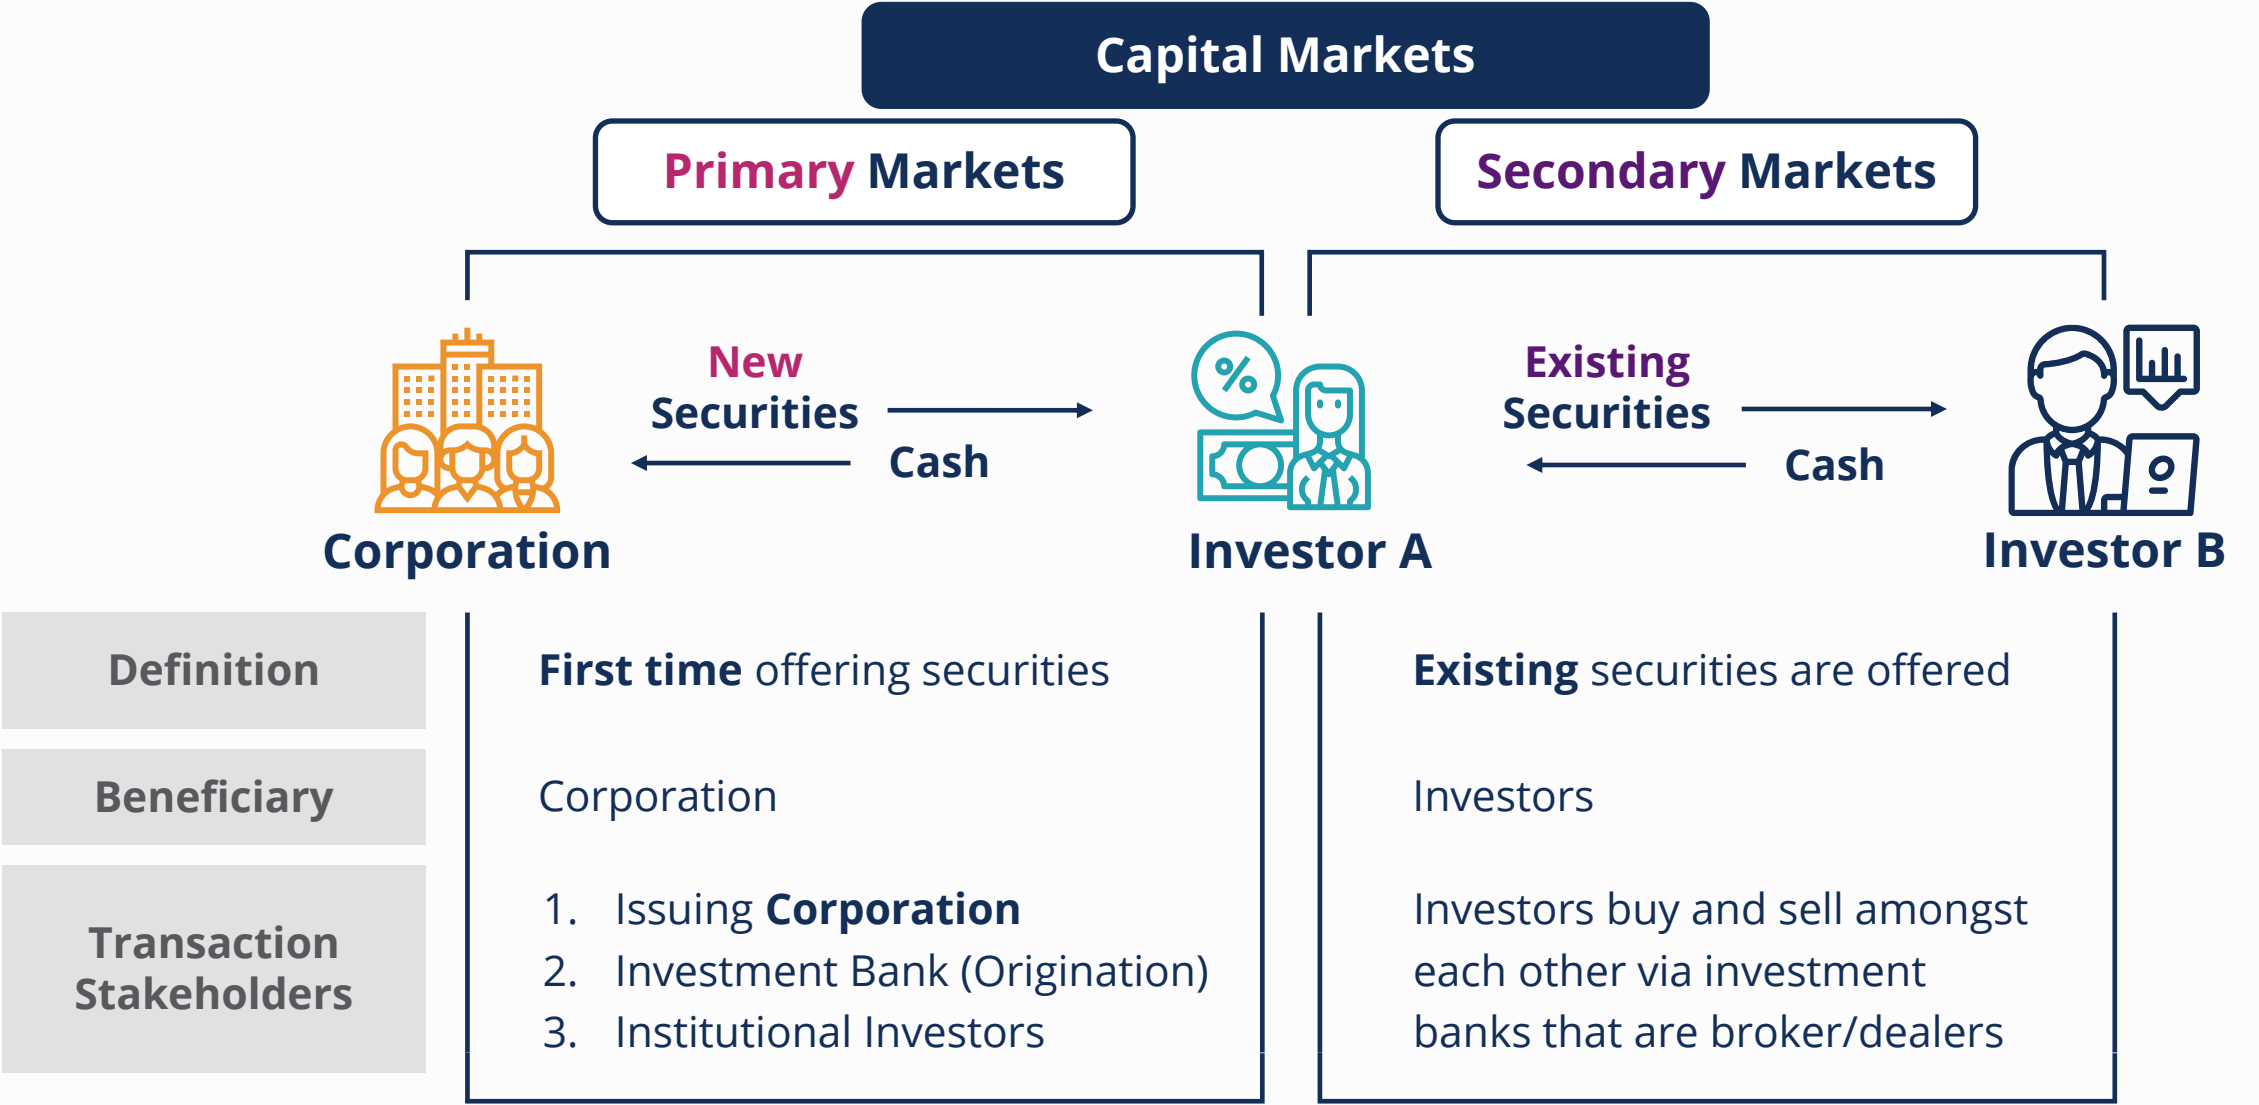 Capital Markets
Primary Markets
Secondary Markets
New
Securities
Cash
Existing
Securities
Cash
%
Corporation
Investor A
Investor B
Definition
First time offering securities
Existing securities are offered
Beneficiary
Corporation
Investors
Transaction
Stakeholders
1. Issuing Corporation
2. Investment Bank (Origination)
3. Institutional Investors
Investors buy and sell amongst
each other via investment
banks that are broker/dealers